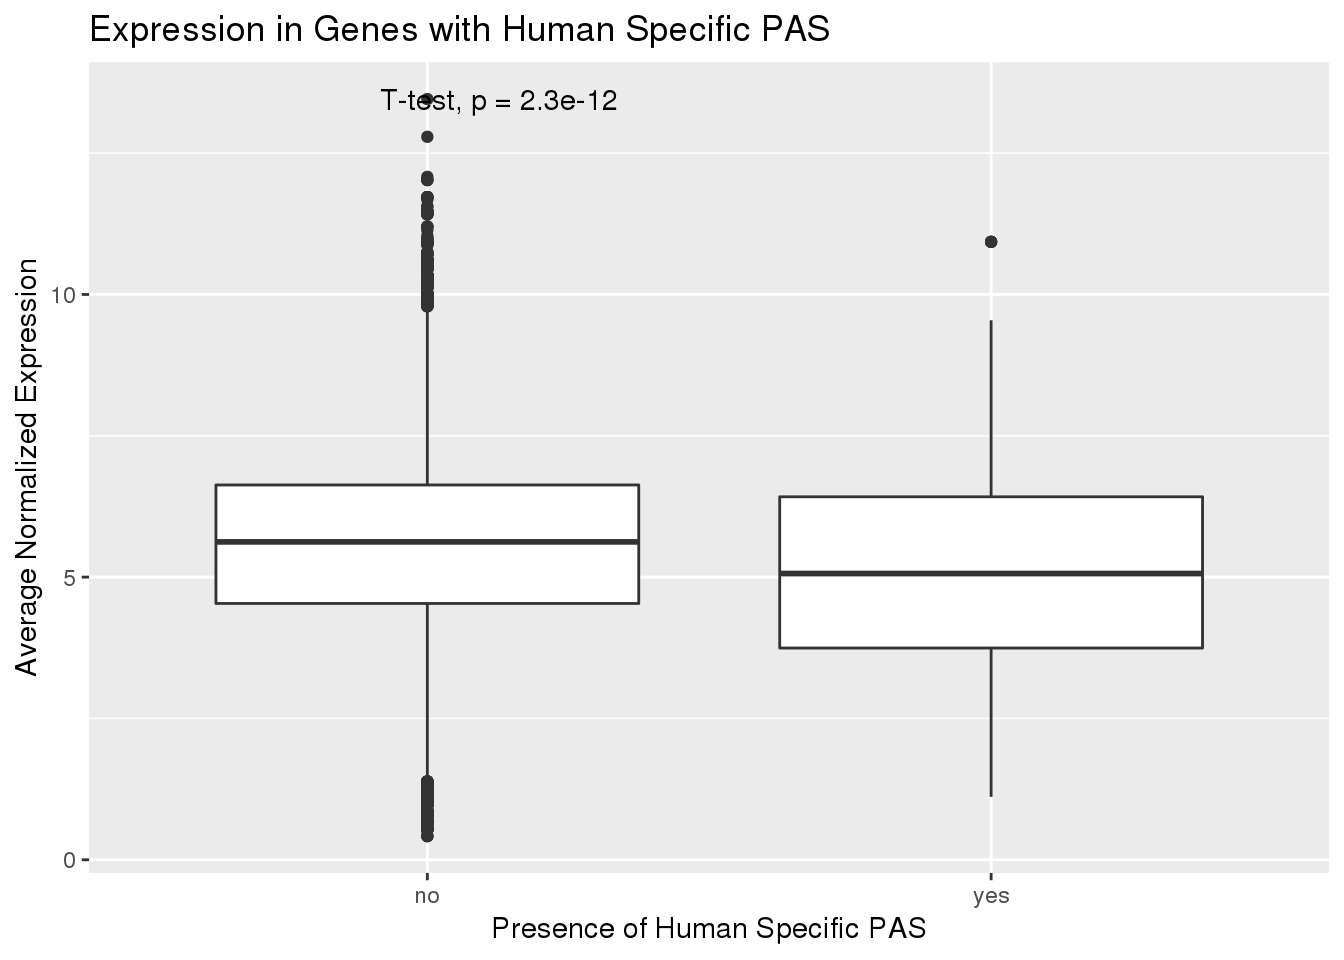 Expression in Genes with Human Specific PAS
T-test, p = 2.3e-12
Average Normalized Expression
10
5
0
no
yes
Presence of Human Specific PAS